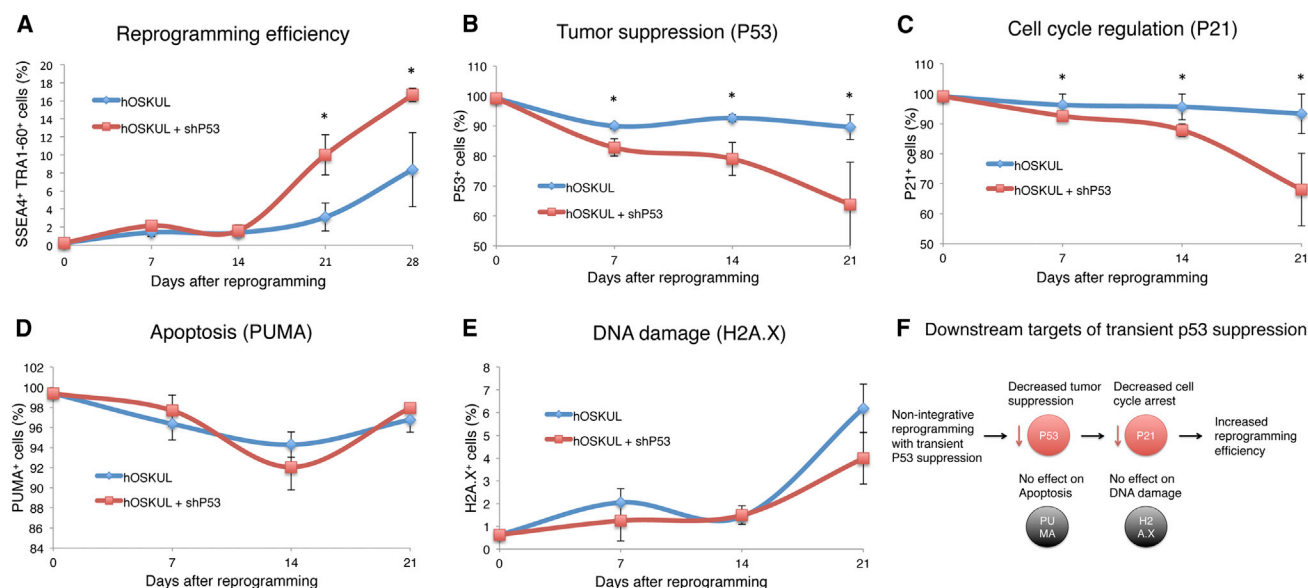 A
Reprogramming efficiency
SSEA4+ TRA1-60+ cells (%)
20
18
16
14
12
10
8
6
4
2
0
hOSKUL
hOSKUL + shP53
*
*
0 7 14 21 28
Days after reprogramming
B
Tumor suppression (P53)
P53+ cells (%)
110
100
90
80
70
60
50
* * *
hOSKUL
hOSKUL + shP53
0 7 14 21
Days after reprogramming
C
Cell cycle regulation (P21)
P21+ cells (%)
110
100
90
80
70
60
50
* * *
hOSKUL
hOSKUL + shP53
0 7 14 21
Days after reprogramming
D
Apoptosis (PUMA)
PUMA+ cells (%)
104
102
100
98
96
94
92
90
88
86
84
hOSKUL
hOSKUL + shP53
0 7 14 21
Days after reprogramming
E
DNA damage (H2A.X)
H2A.X+ cells (%)
8
7
6
5
4
3
2
1
0
hOSKUL
hOSKUL + shP53
0 7 14 21
Days after reprogramming
F
Downstream targets of transient p53 suppression
Non-integrative
reprogramming
with transient
P53 suppression
Decreased tumor
suppression
P53
Decreased cell
cycle arrest
P21
Increased
reprogramming
efficiency
No effect on
Apoptosis
PU
MA
No effect on
DNA damage
H2
A.X